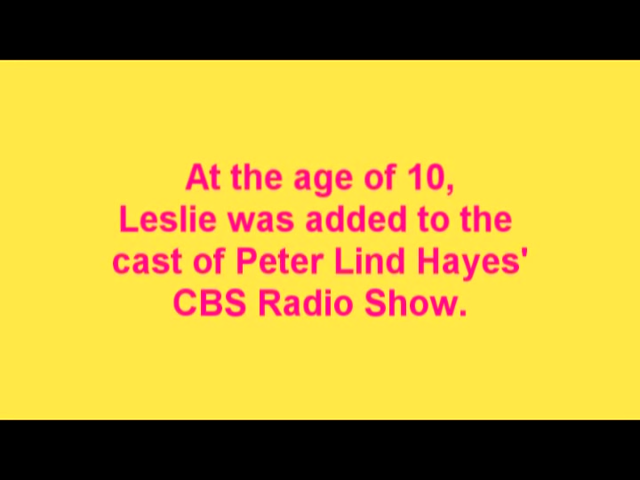 At the age of 10,
Leslie was added to the
cast of Peter Lind Hayes'
CBS Radio Show.